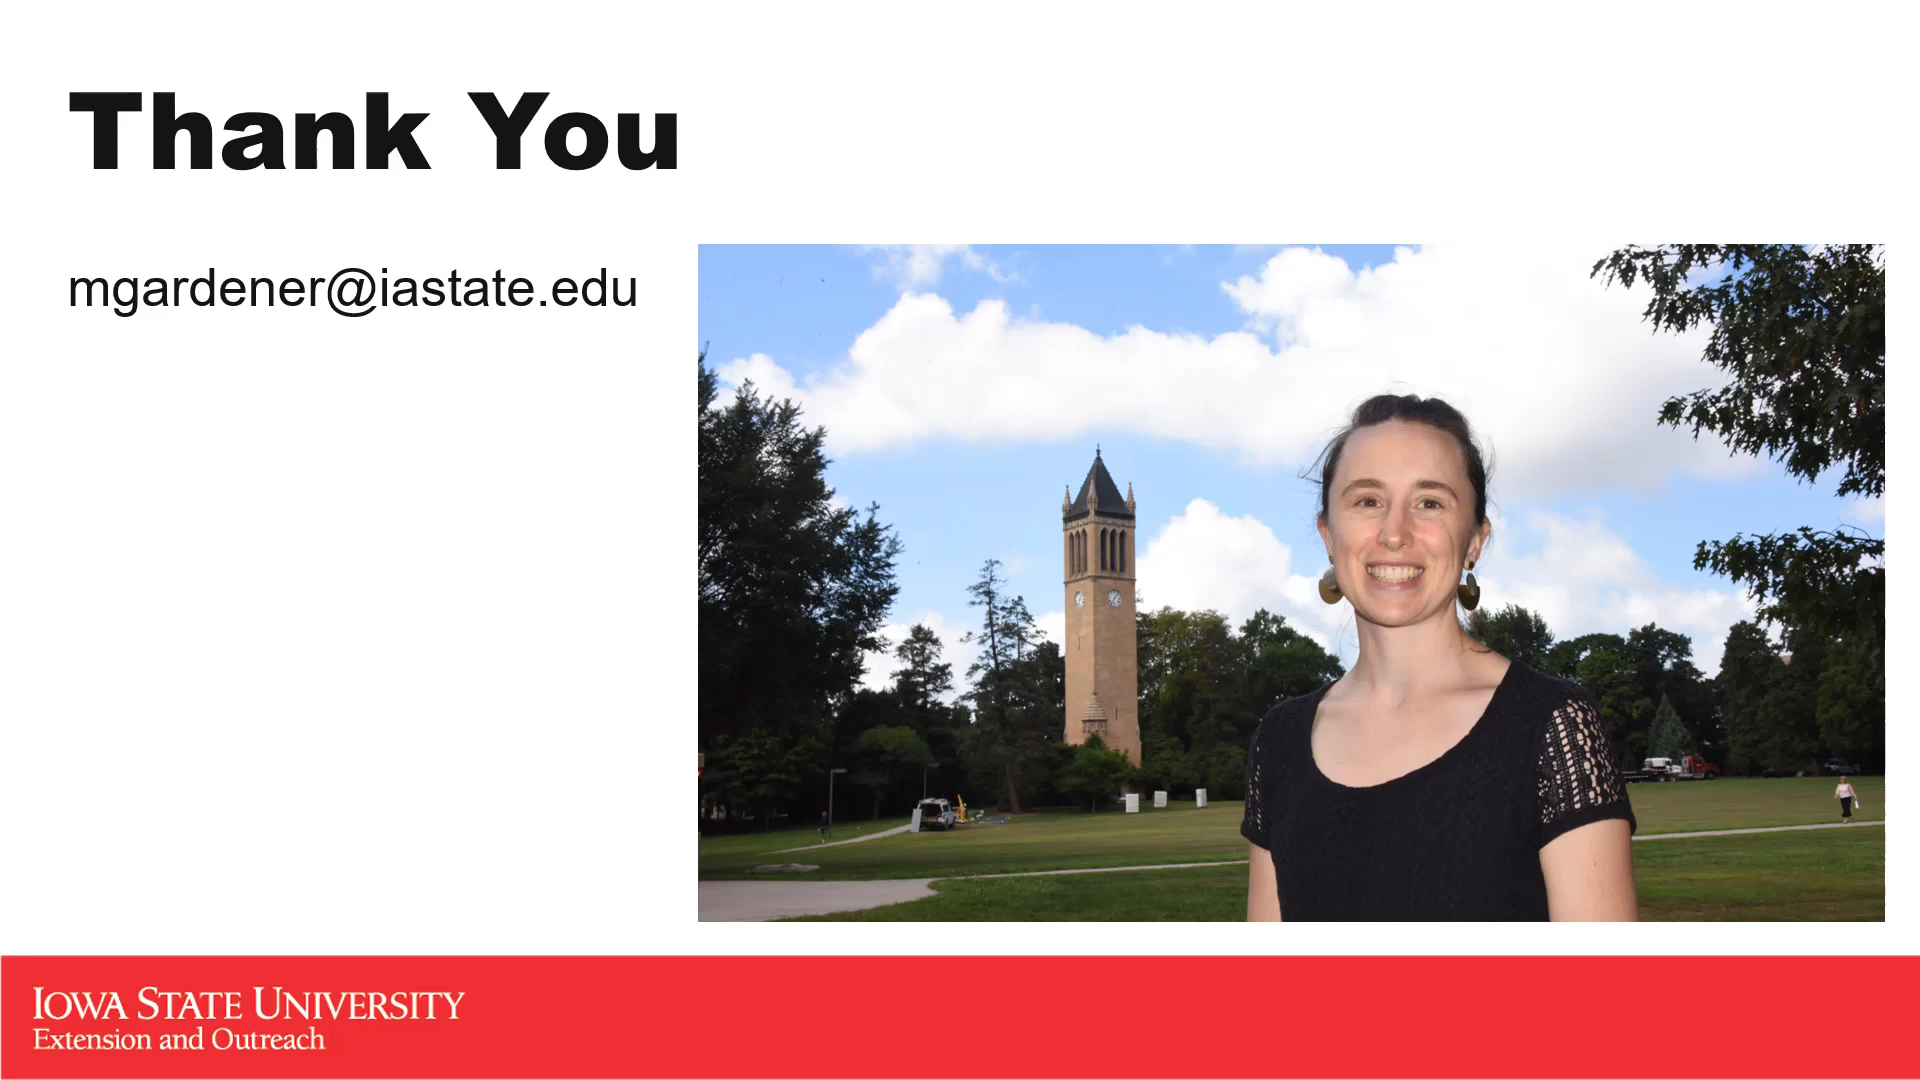 Thank You
mgardener@iastate.edu
IOWA STATE UNIVERSITY
Extension and Outreach